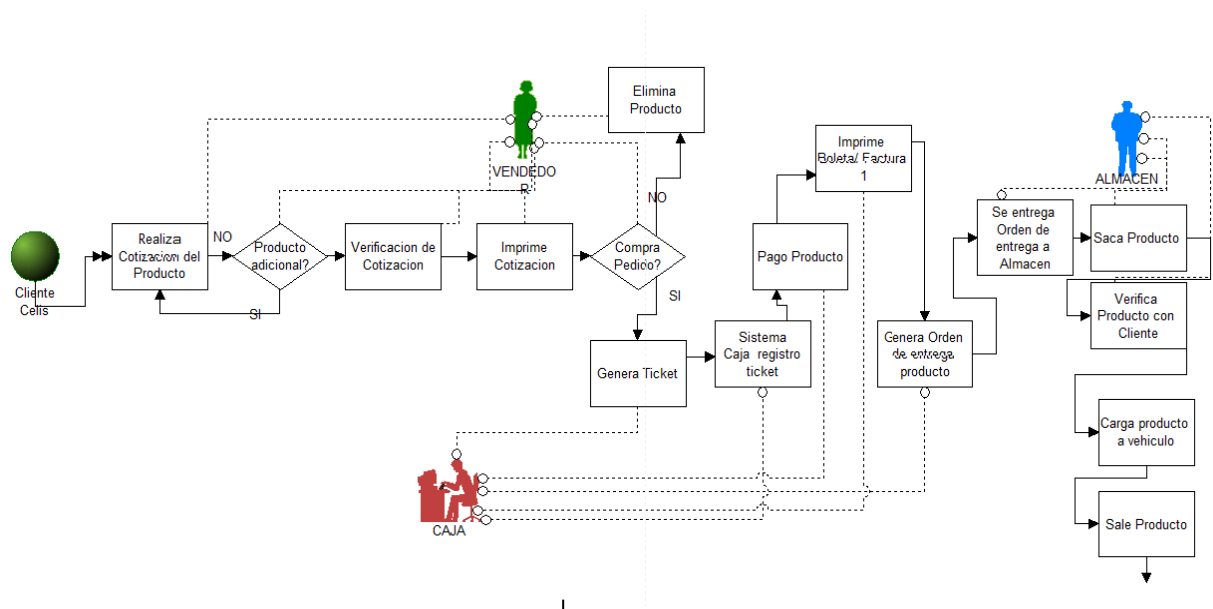 Cliente
Celis
Realiza
Cotizacion del
Producto
NO
SI
Producto
adicional?
Verificacion de
Cotizacion
Imprime
Cotizacion
VENDEDO
R
Elimina
Producto
NO
Compra
Pedido?
SI
Genera Ticket
CAJA
Sistema
Caja registro
ticket
Pago Producto
Imprime
Boleta/ Factura
1
Genera Orden
de entrega
producto
Se entrega
Orden de
entrega a
Almacen
ALMACEN
Saca Producto
Verifica
Producto con
Cliente
Carga producto
a vehiculo
Sale Producto